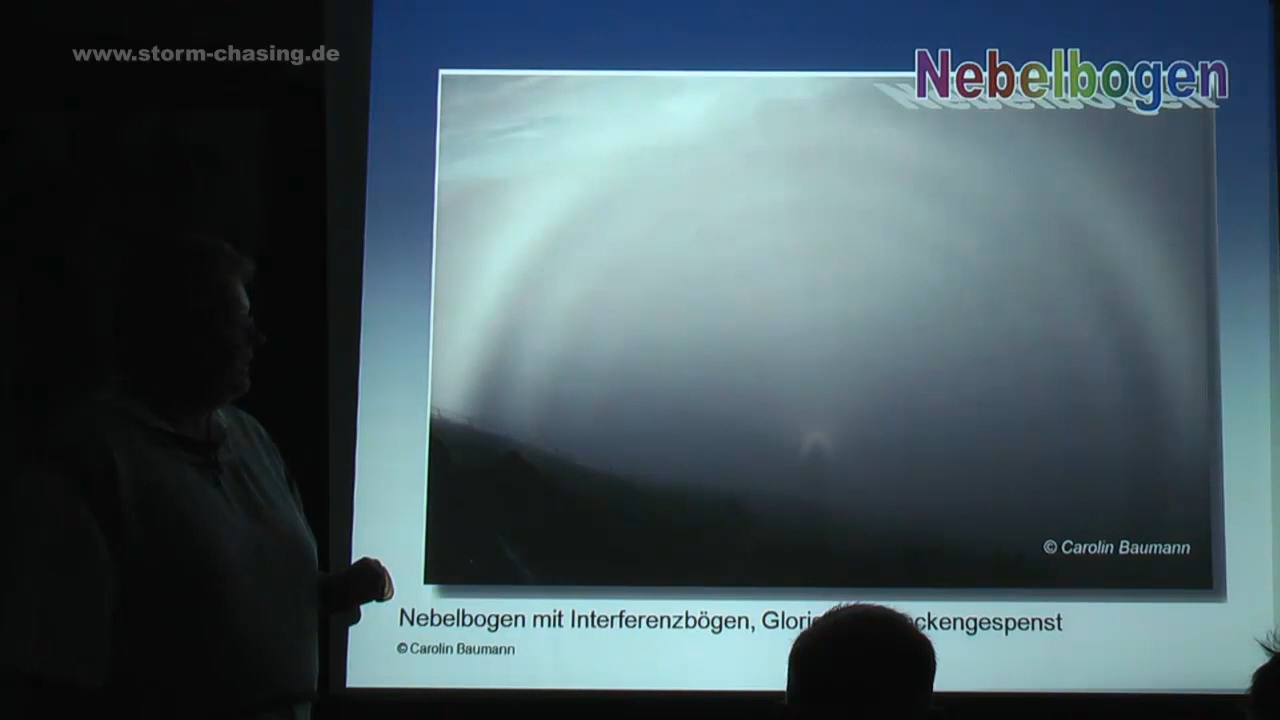 www.storm-chasing.de
Nebelbogen
© Carolin Baumann
Nebelbogen mit Interferenzbögen,
© Carolin Baumann